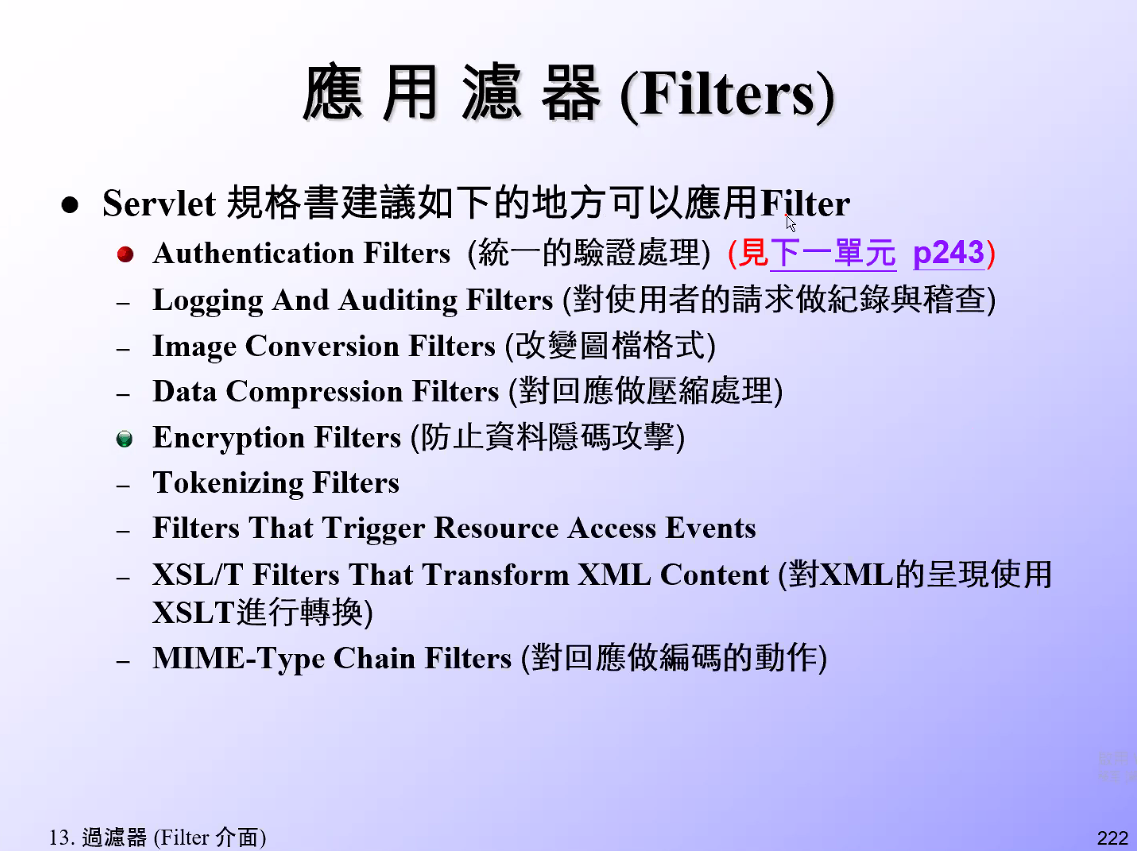 應用濾器 (Filters)
● Servlet 規格書建議如下的地方可以應用Filter
Authentication Filters (統一的驗證處理) (見下一單元 p243)
– Logging And Auditing Filters (對使用者的請求做紀錄與稽查)
– Image Conversion Filters (改變圖檔格式)
– Data Compression Filters (對回應做壓縮處理)
Encryption Filters (防止資料隱碼攻擊)
– Tokenizing Filters
– Filters That Trigger Resource Access Events
– XSL/T Filters That Transform XML Content (對XML的呈現使用
XSLT進行轉換)
– MIME-Type Chain Filters (對回應做編碼的動作)
13. 過濾器 (Filter 介面)
222